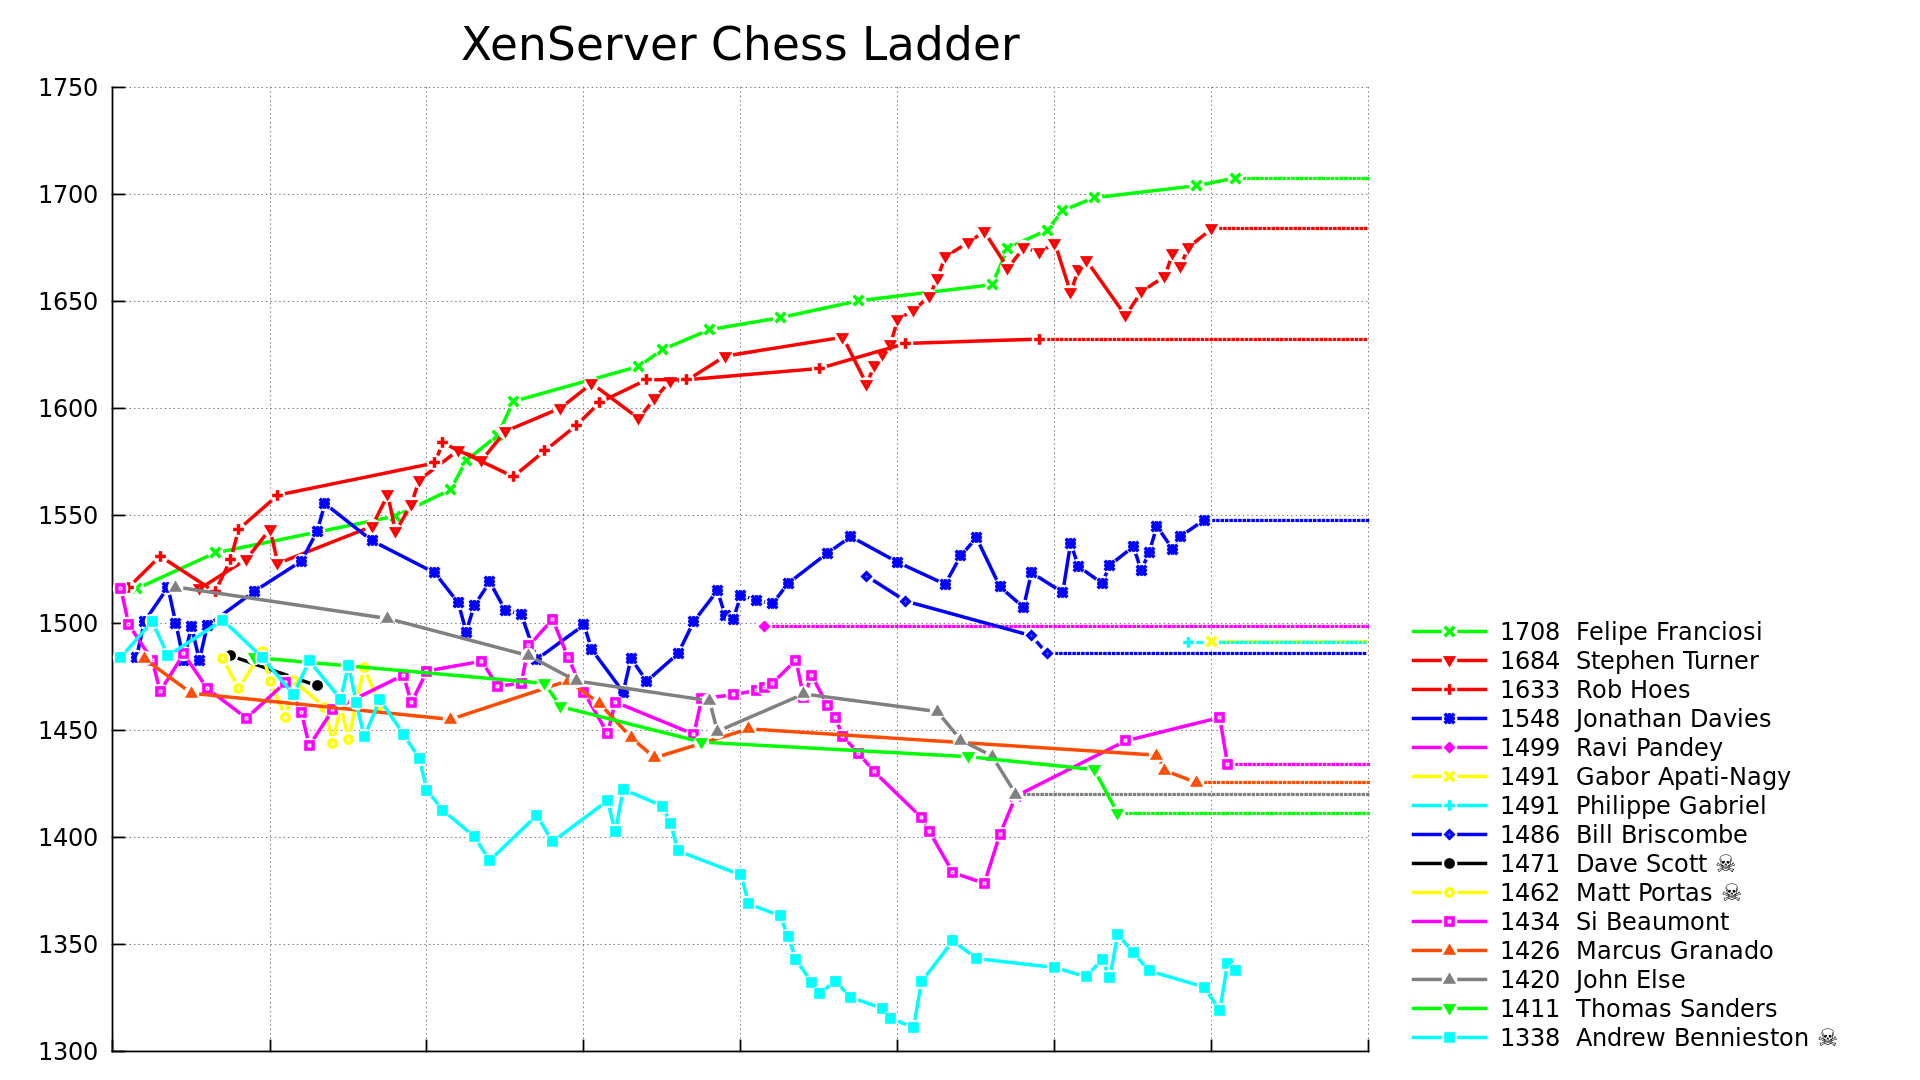 XenServer Chess Ladder
1750
1700
1650
1600
1550
1500
1450
1400
1350
1300
1708 Felipe Franciosi
1684 Stephen Turner
1633 Rob Hoes
1548 Jonathan Davies
1499 Ravi Pandey
1491 Gabor Apati-Nagy
1491 Philippe Gabriel
1486 Bill Briscombe
1471 Dave Scott ☠
1462 Matt Portas ☠
1434 Si Beaumont
1426 Marcus Granado
1420 John Else
1411 Thomas Sanders
1338 Andrew Bennieston ☠